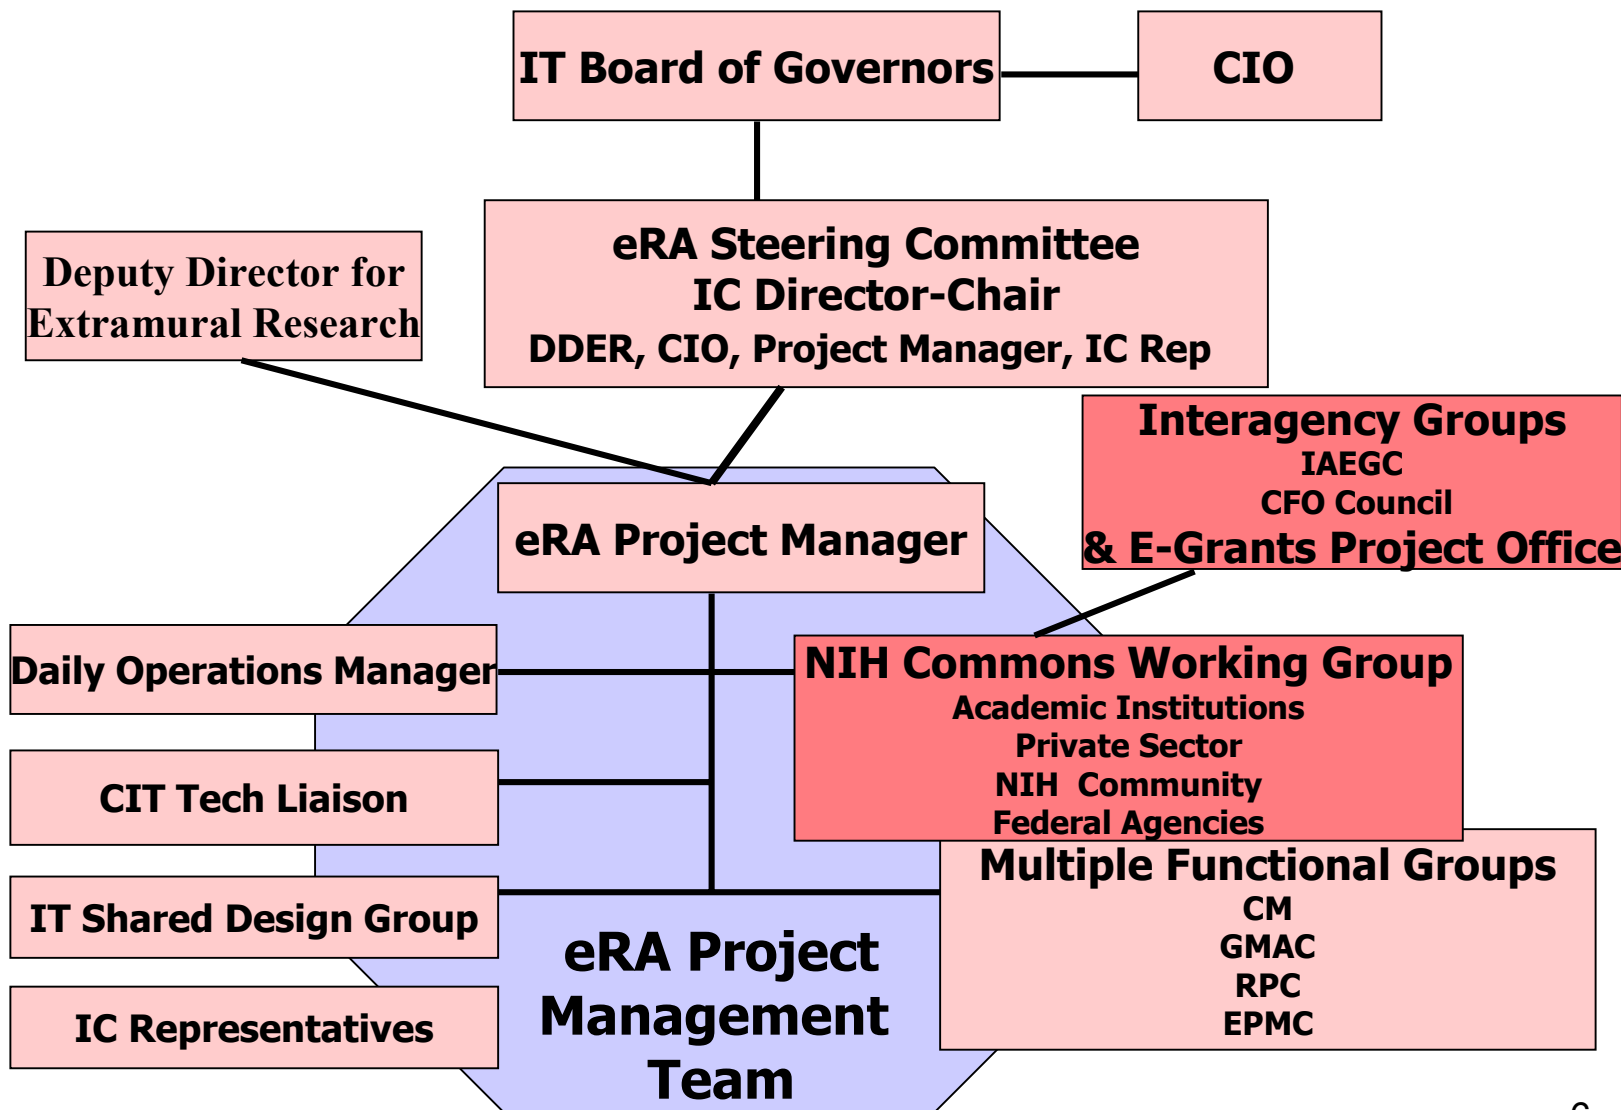 IT Board of Governors
CIO
eRA Steering Committee
IC Director-Chair
DDER, CIO, Project Manager, IC Rep
Deputy Director for
Extramural Research
Interagency Groups
IAEGC
CFO Council
& E-Grants Project Office
eRA Project Manager
Daily Operations Manager
NIH Commons Working Group
Academic Institutions
Private Sector
NIH Community
Federal Agencies
CIT Tech Liaison
Multiple Functional Groups
CM
GMAC
RPC
EPMC
IT Shared Design Group
IC Representatives
eRA Project
Management
Team